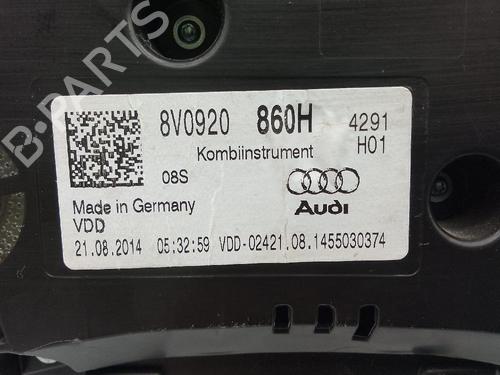 8V0920 860H 4291
Kombiinstrument H01
08S
Made in Germany
VDD
Audi
21.08.2014 05:32:59 VDD-02421.08.1455030374
B-PARTS